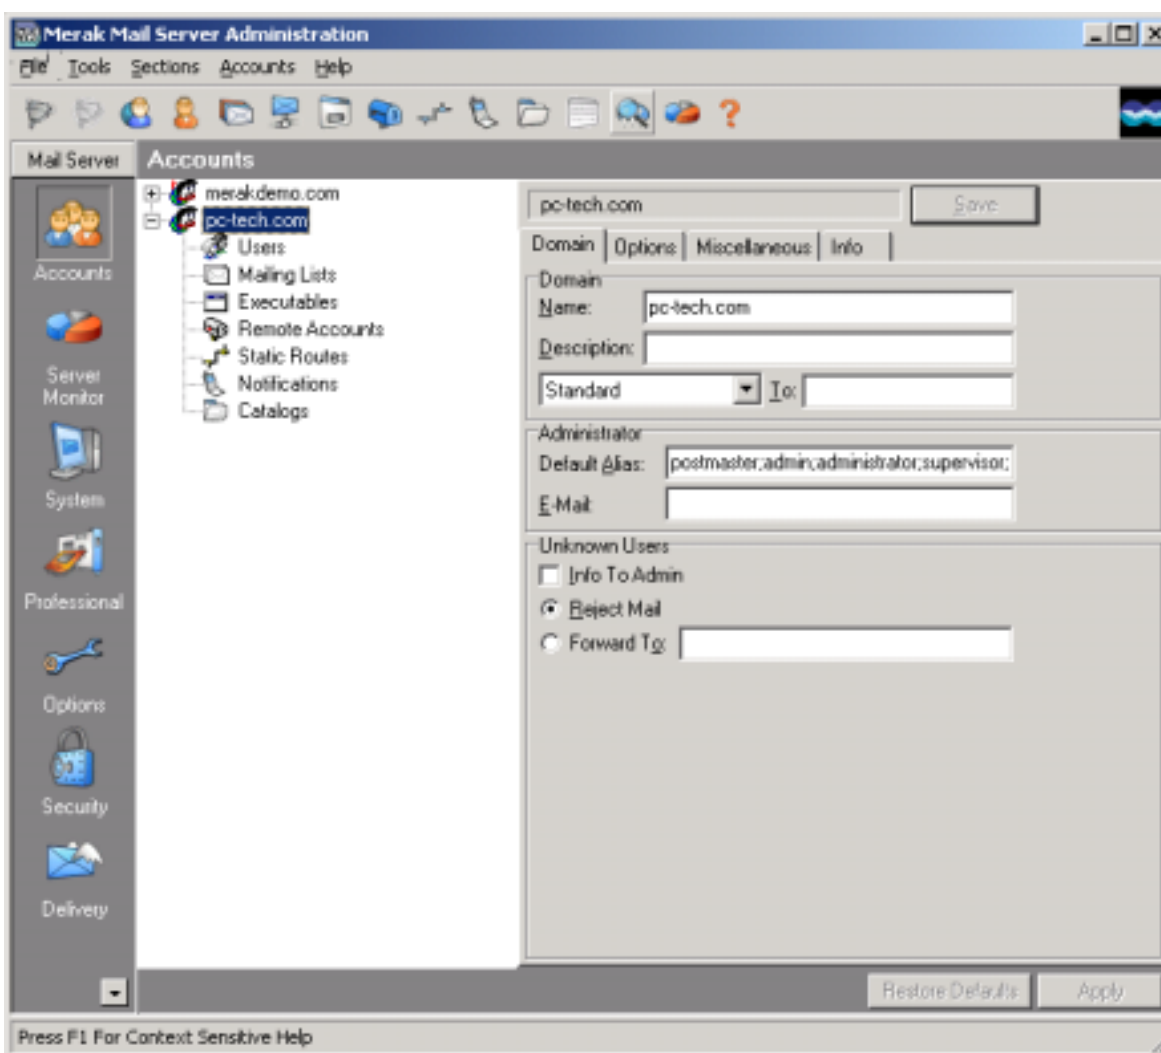 Merak Mail Server Administration
File Tools Sections Accounts Help
Mail Server
Accounts
Accounts
Server
Monitor
System
Professional
Options
Security
Delivery
merakdemo.com
pc-tech.com
Users
Mailing Lists
Executables
Remote Accounts
Static Routes
Notifications
Catalogs
pc-tech.com Save
Domain Options Miscellaneous Info
Domain
Name: pc-tech.com
Description:
Standard To:
Administrator
Default Alias: postmaster;admin;administrator;supervisor;
E-Mail:
Unknown Users
Info To Admin
Reject Mail
Forward To:
Restore Defaults Apply
Press F1 For Context Sensitive Help